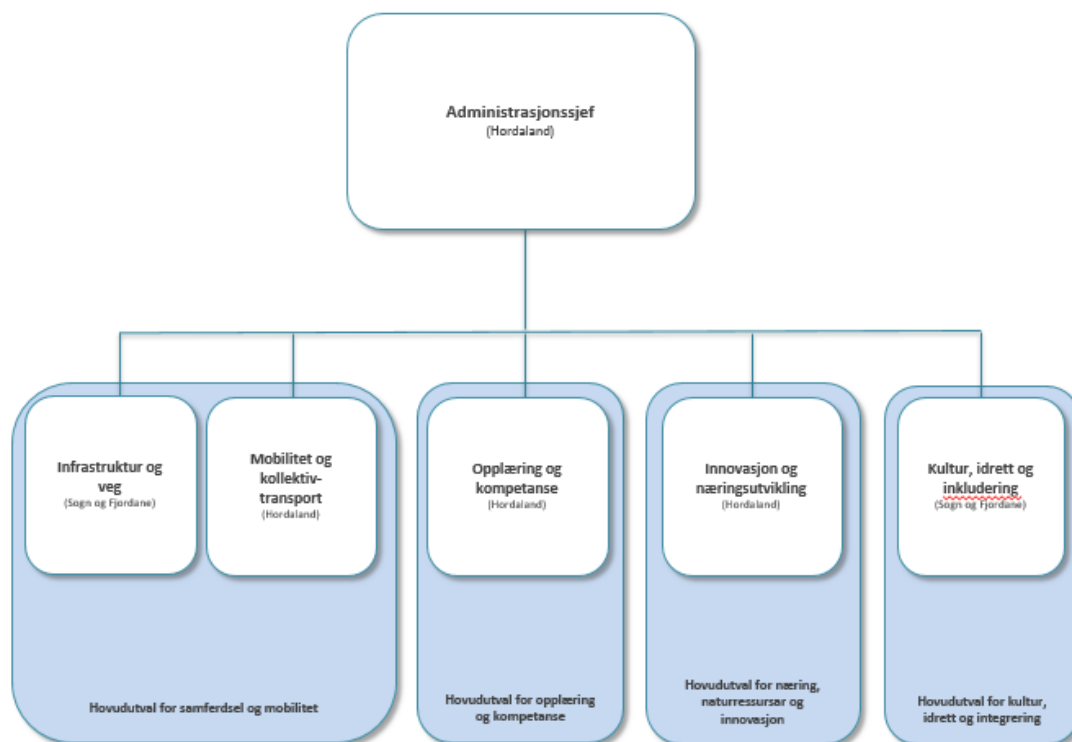 Administrasjonssjef
(Hordaland)
Infrastruktur og
veg
(Sogn og Fjordane)
Mobilitet og
kollektiv-
transport
(Hordaland)
Opplæring og
kompetanse
(Hordaland)
Innovasjon og
næringsutvikling
(Hordaland)
Kultur, idrett og
inkludering
(Sogn og Fjordane)
Hovudutval for samferdsel og mobilitet
Hovudutval for opplæring
og kompetanse
Hovudutval for næring,
naturressursar og
innovasjon
Hovudutval for kultur,
idrett og integrering